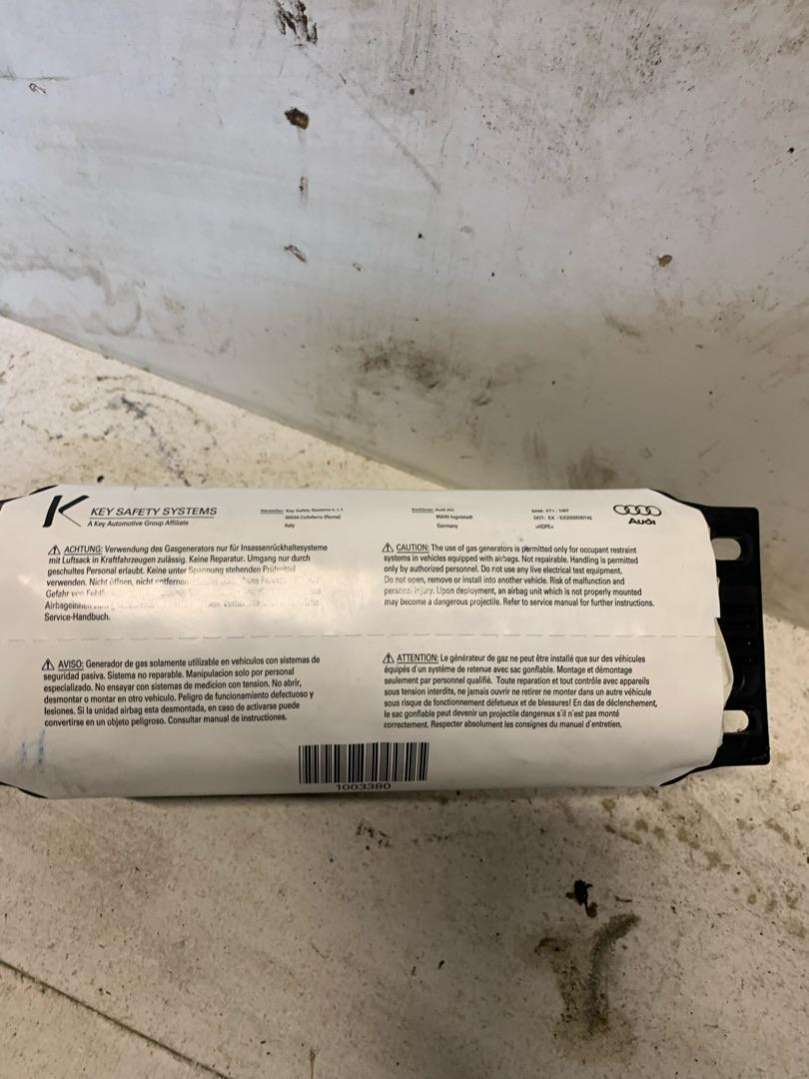 KEY SAFETY SYSTEMS
A Key Automotive Group Affiliate
Key Safety Systems
Italy
Audi AG
Germany
Audi
ACHTUNG: Verwendung des Gasgenerators nur für Insassenrückhaltesysteme
mit Luftsack in Kraftfahrzeugen zulässig. Keine Reparatur. Umgang nur durch
geschultes Personal erlaubt. Keine unter Spannung stehenden Prüfmittel
verwenden. Nicht öffnen, nicht entfernen
Gefahr von
Service-Handbuch.
CAUTION: The use of gas generators is permitted only for occupant restraint
systems in vehicles equipped with airbags. Not repairable. Handling is permitted
only by authorized personnel. Do not use any live electrical test equipment.
Do not open, remove or install into another vehicle. Risk of malfunction and
personal injury. Upon deployment, an airbag unit which is not properly mounted
may become a dangerous projectile. Refer to service manual for further instructions.
AVISO: Generador de gas solamente utilizable en vehiculos con sistemas de
seguridad pasiva. Sistema no reparable. Manipulacion solo por personal
especializado. No ensayar con sistemas de medicion con tension. No abrir,
desmontar o montar en otro vehiculo. Peligro de funcionamiento defectuoso y
lesiones. Si la unidad airbag esta desmontada, en caso de activarse puede
convertirse en un objeto peligroso. Consultar manual de instrucciones.
ATTENTION: Le générateur de gaz ne peut être installé que sur des véhicules
équipés d'un système de retenue avec sac gonflable. Montage et démontage
seulement par personnel qualifié. Toute reparation et tout contrôle avec appareils
sous tension interdits, ne jamais ouvrir ne retirer ne monter dans un autre véhicule
sous risque de fonctionnement défetueux et de blessures! En das de déclenchement,
le sac gonflable peut devenir un projectile dangereux s'il n'est pas monté
correctement. Respecter absolument les consignes du manuel d'entretien.
1003380